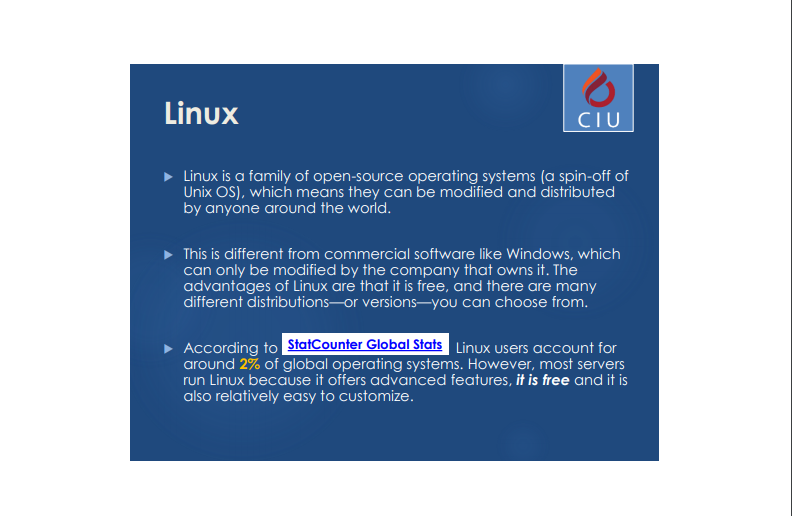 Linux
CIU
Linux is a family of open-source operating systems (a spin-off of
Unix OS), which means they can be modified and distributed
by anyone around the world.
This is different from commercial software like Windows, which
can only be modified by the company that owns it. The
advantages of Linux are that it is free, and there are many
different distributions—or versions—you can choose from.
According to StatCounter Global Stats Linux users account for
around 2% of global operating systems. However, most servers
run Linux because it offers advanced features, it is free and it is
also relatively easy to customize.